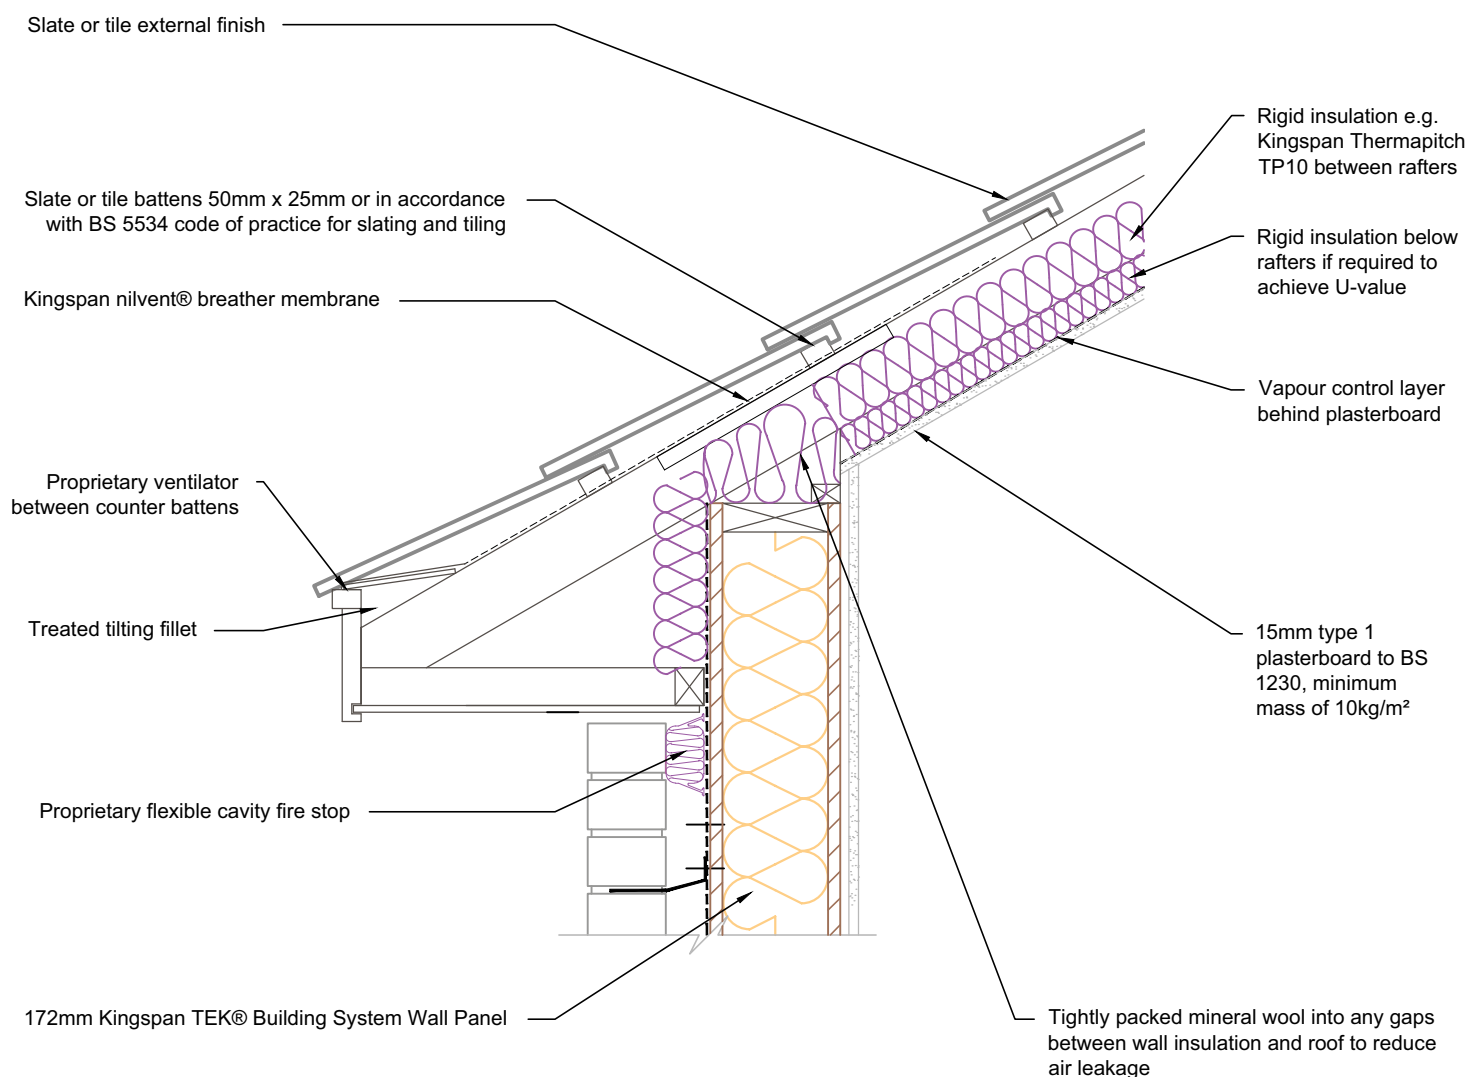 Slate or tile external finish
Rigid insulation e.g.
Kingspan Thermapitch
TP10 between rafters
Slate or tile battens 50mm x 25mm or in accordance
with BS 5534 code of practice for slating and tiling
Rigid insulation below
rafters if required to
achieve U-value
Kingspan nilvent® breather membrane
Vapour control layer
behind plasterboard
Proprietary ventilator
between counter battens
Treated tilting fillet
15mm type 1
plasterboard to BS
1230, minimum
mass of 10kg/m²
Proprietary flexible cavity fire stop
172mm Kingspan TEK® Building System Wall Panel
Tightly packed mineral wool into any gaps
between wall insulation and roof to reduce
air leakage